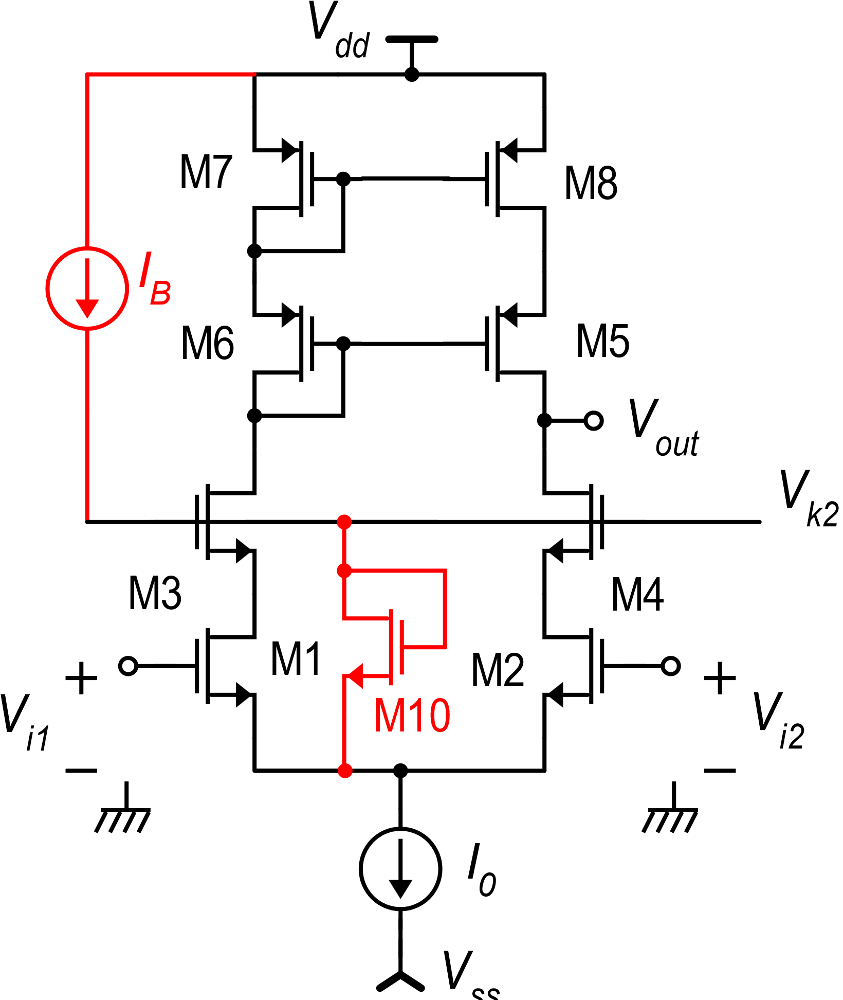 Vdd
M7
M8
IB
M6
M5
Vout
Vk2
M3
M4
M1
M2
+
+
Vi1
M10
Vi2
−
−
I0
Vss